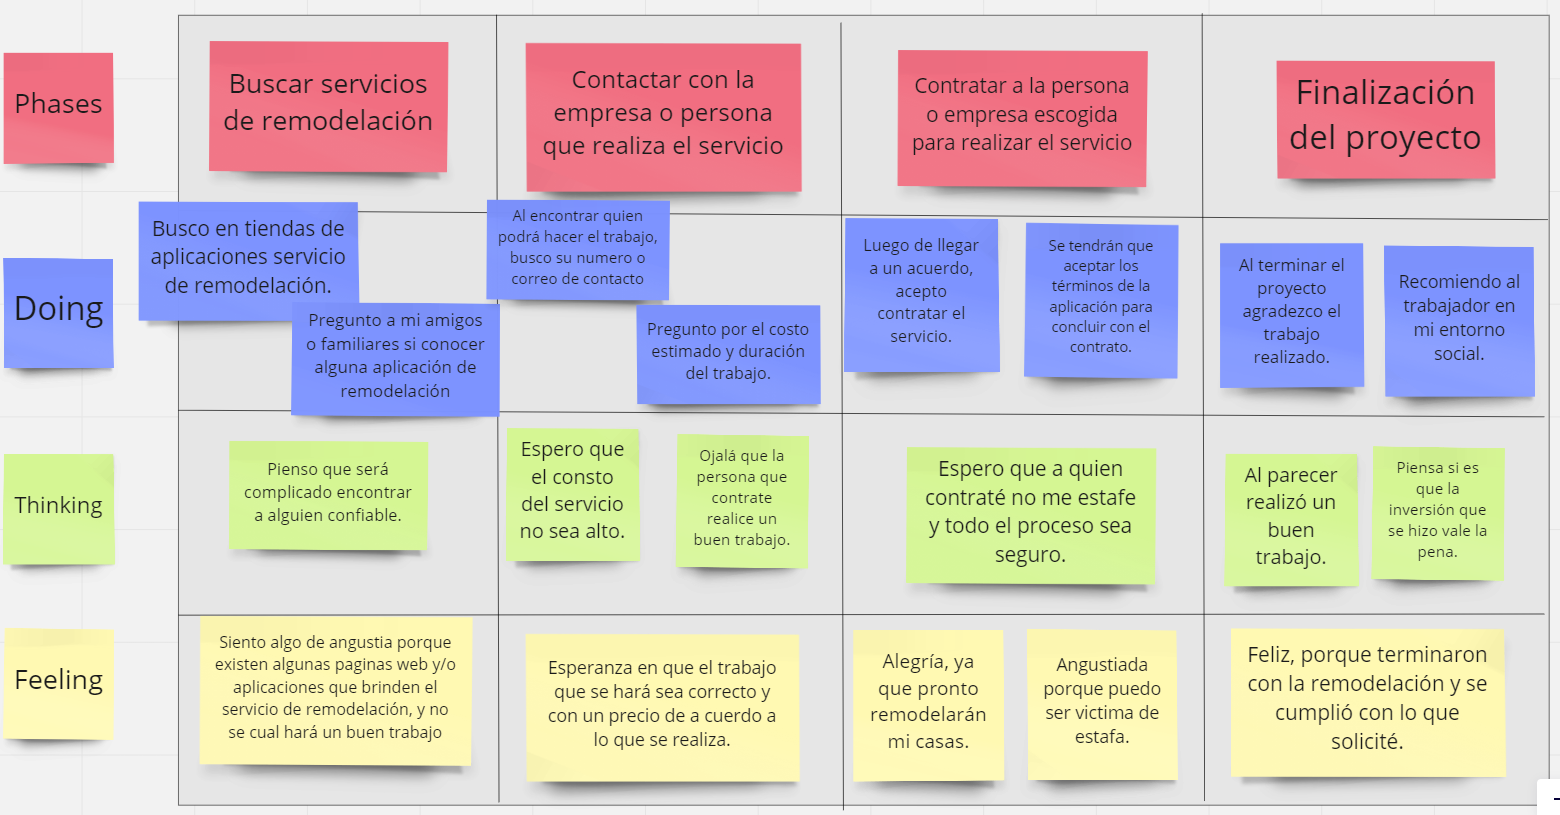 Phases
Buscar servicios
de remodelación
Contactar con la
empresa o persona
que realiza el servicio
Contratar a la persona
o empresa escogida
para realizar el servicio
Finalización
del proyecto
Doing
Busco en tiendas de
aplicaciones servicio
de remodelación.
Pregunto a mi amigos
o familiares si conocer
alguna aplicación de
remodelación
Al encontrar quien
podrá hacer el trabajo,
busco su numero o
correo de contacto
Pregunto por el costo
estimado y duración
del trabajo.
Luego de llegar
a un acuerdo,
acepto
contratar el
servicio.
Se tendrán que
aceptar los
términos de la
aplicación para
concluir con el
contrato.
Al terminar el
proyecto
agradezco el
trabajo
realizado.
Recomiendo al
trabajador en
mi entorno
social.
Thinking
Pienso que será
complicado encontrar
a alguien confiable.
Espero que
el consto
del servicio
no sea alto.
Ojalá que la
persona que
contrate
realice un
buen trabajo.
Espero que a quien
contraté no me estafe
y todo el proceso sea
seguro.
Al parecer
realizó un
buen
trabajo.
Piensa si es
que la
inversión que
se hizo vale la
pena.
Feeling
Siento algo de angustia porque
existen algunas paginas web y/o
aplicaciones que brinden el
servicio de remodelación, y no
se cual hará un buen trabajo
Esperanza en que el trabajo
que se hará sea correcto y
con un precio de a cuerdo a
lo que se realiza.
Alegría, ya
que pronto
remodelarán
mi casas.
Angustiada
porque puedo
ser victima de
estafa.
Feliz, porque terminaron
con la remodelación y se
cumplió con lo que
solicité.